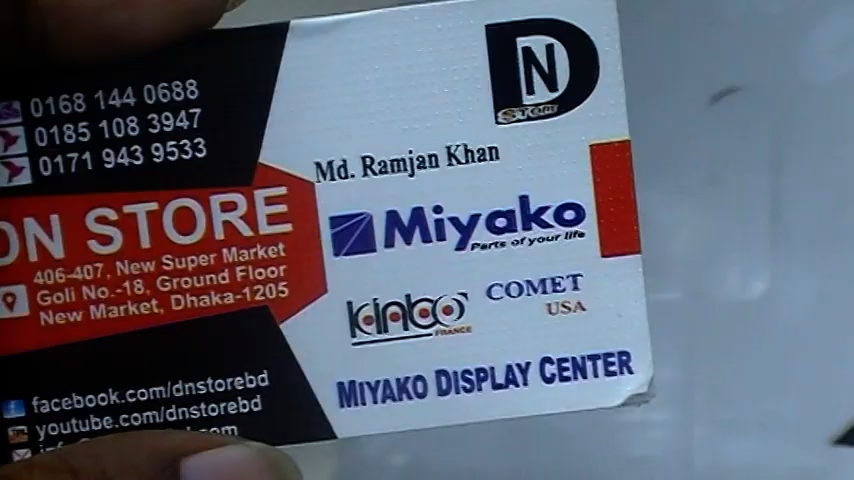 0168 144 0688
0185 108 3947
0171 943 9533
DN STORE
406-407, New Super Market
Goli No.-18, Ground Floor
New Market, Dhaka-1205
facebook.com/dnstorebd
youtube.com/dnstorebd
DN
STORE
Md. Ramjan Khan
Miyako
Parts of your life
kinbo
FRANCE
COMET
USA
MIYAKO DISPLAY CENTER